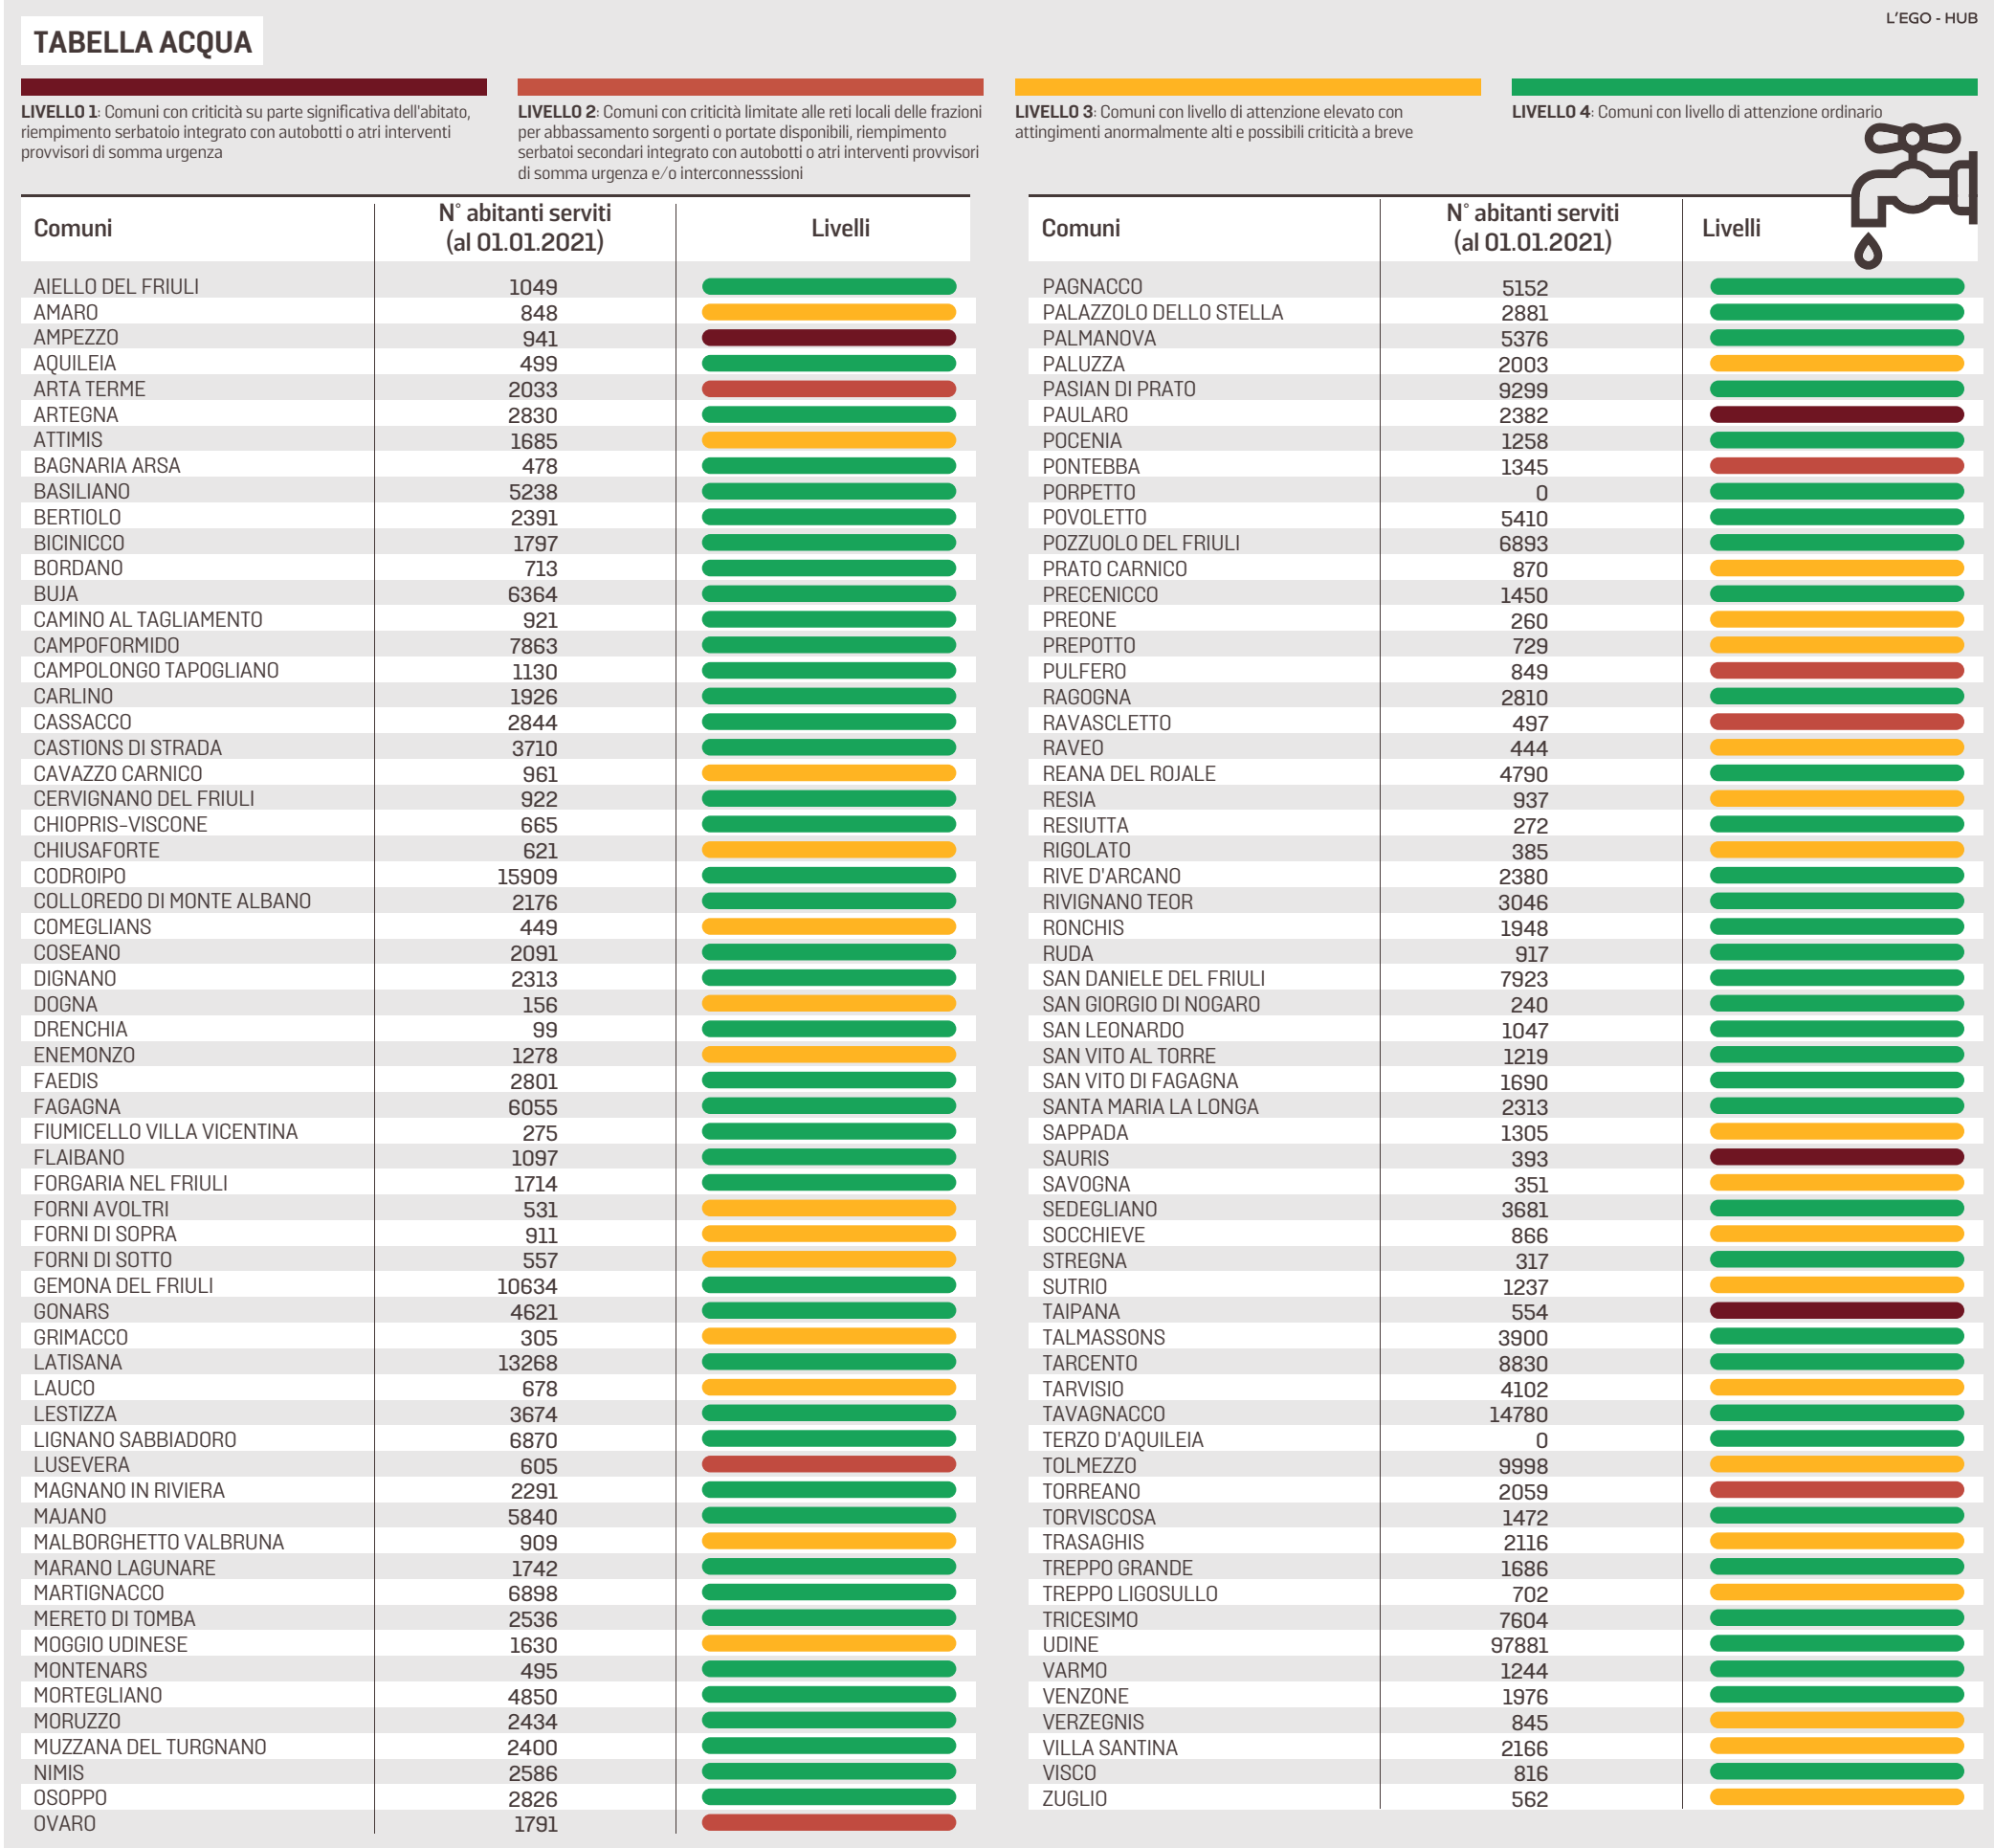 L'EGO - HUB
TABELLA ACQUA
LIVELLO 1: Comuni con criticità su parte significativa dell'abitato,
riempimento serbatoio integrato con autobotti o atri interventi
provvisori di somma urgenza
LIVELLO 2: Comuni con criticità limitate alle reti locali delle frazioni
per abbassamento sorgenti o portate disponibili, riempimento
serbatoi secondari integrato con autobotti o atri interventi provvisori
di somma urgenza e/o interconnesssioni
LIVELLO 3: Comuni con livello di attenzione elevato con
attingimenti anormalmente alti e possibili criticità a breve
LIVELLO 4: Comuni con livello di attenzione ordinario
Comuni N° abitanti serviti (al 01.01.2021) Livelli
AIELLO DEL FRIULI 1049
AMARO 848
AMPEZZO 941
AQUILEIA 499
ARTA TERME 2033
ARTEGNA 2830
ATTIMIS 1685
BAGNARIA ARSA 478
BASILIANO 5238
BERTIOLO 2391
BICINICCO 1797
BORDANO 713
BUJA 6364
CAMINO AL TAGLIAMENTO 921
CAMPOFORMIDO 7863
CAMPOLONGO TAPOGLIANO 1130
CARLINO 1926
CASSACCO 2844
CASTIONS DI STRADA 3710
CAVAZZO CARNICO 961
CERVIGNANO DEL FRIULI 922
CHIOPRIS-VISCONE 665
CHIUSAFORTE 621
CODROIPO 15909
COLLOREDO DI MONTE ALBANO 2176
COMEGLIANS 449
COSEANO 2091
DIGNANO 2313
DOGNA 156
DRENCHIA 99
ENEMONZO 1278
FAEDIS 2801
FAGAGNA 6055
FIUMICELLO VILLA VICENTINA 275
FLAIBANO 1097
FORGARIA NEL FRIULI 1714
FORNI AVOLTRI 531
FORNI DI SOPRA 911
FORNI DI SOTTO 557
GEMONA DEL FRIULI 10634
GONARS 4621
GRIMACCO 305
LATISANA 13268
LAUCO 678
LESTIZZA 3674
LIGNANO SABBIADORO 6870
LUSEVERA 605
MAGNANO IN RIVIERA 2291
MAJANO 5840
MALBORGHETTO VALBRUNA 909
MARANO LAGUNARE 1742
MARTIGNACCO 6898
MERETO DI TOMBA 2536
MOGGIO UDINESE 1630
MONTENARS 495
MORTEGLIANO 4850
MORUZZO 2434
MUZZANA DEL TURGNANO 2400
NIMIS 2586
OSOPPO 2826
OVARO 1791
Comuni N° abitanti serviti (al 01.01.2021) Livelli
PAGNACCO 5152
PALAZZOLO DELLO STELLA 2881
PALMANOVA 5376
PALUZZA 2003
PASIAN DI PRATO 9299
PAULARO 2382
POCENIA 1258
PONTEBBA 1345
PORPETTO 0
POVOLETTO 5410
POZZUOLO DEL FRIULI 6893
PRATO CARNICO 870
PRECENICCO 1450
PREONE 260
PREPOTTO 729
PULFERO 849
RAGOGNA 2810
RAVASCLETTO 497
RAVEO 444
REANA DEL ROJALE 4790
RESIA 937
RESIUTTA 272
RIGOLATO 385
RIVE D'ARCANO 2380
RIVIGNANO TEOR 3046
RONCHIS 1948
RUDA 917
SAN DANIELE DEL FRIULI 7923
SAN GIORGIO DI NOGARO 240
SAN LEONARDO 1047
SAN VITO AL TORRE 1219
SAN VITO DI FAGAGNA 1690
SANTA MARIA LA LONGA 2313
SAPPADA 1305
SAURIS 393
SAVOGNA 351
SEDEGLIANO 3681
SOCCHIEVE 866
STREGNA 317
SUTRIO 1237
TAIPANA 554
TALMASSONS 3900
TARCENTO 8830
TARVISIO 4102
TAVAGNACCO 14780
TERZO D'AQUILEIA 0
TOLMEZZO 9998
TORREANO 2059
TORVISCOSA 1472
TRASAGHIS 2116
TREPPO GRANDE 1686
TREPPO LIGOSULLO 702
TRICESIMO 7604
UDINE 97881
VARMO 1244
VENZONE 1976
VERZEGNIS 845
VILLA SANTINA 2166
VISCO 816
ZUGLIO 562